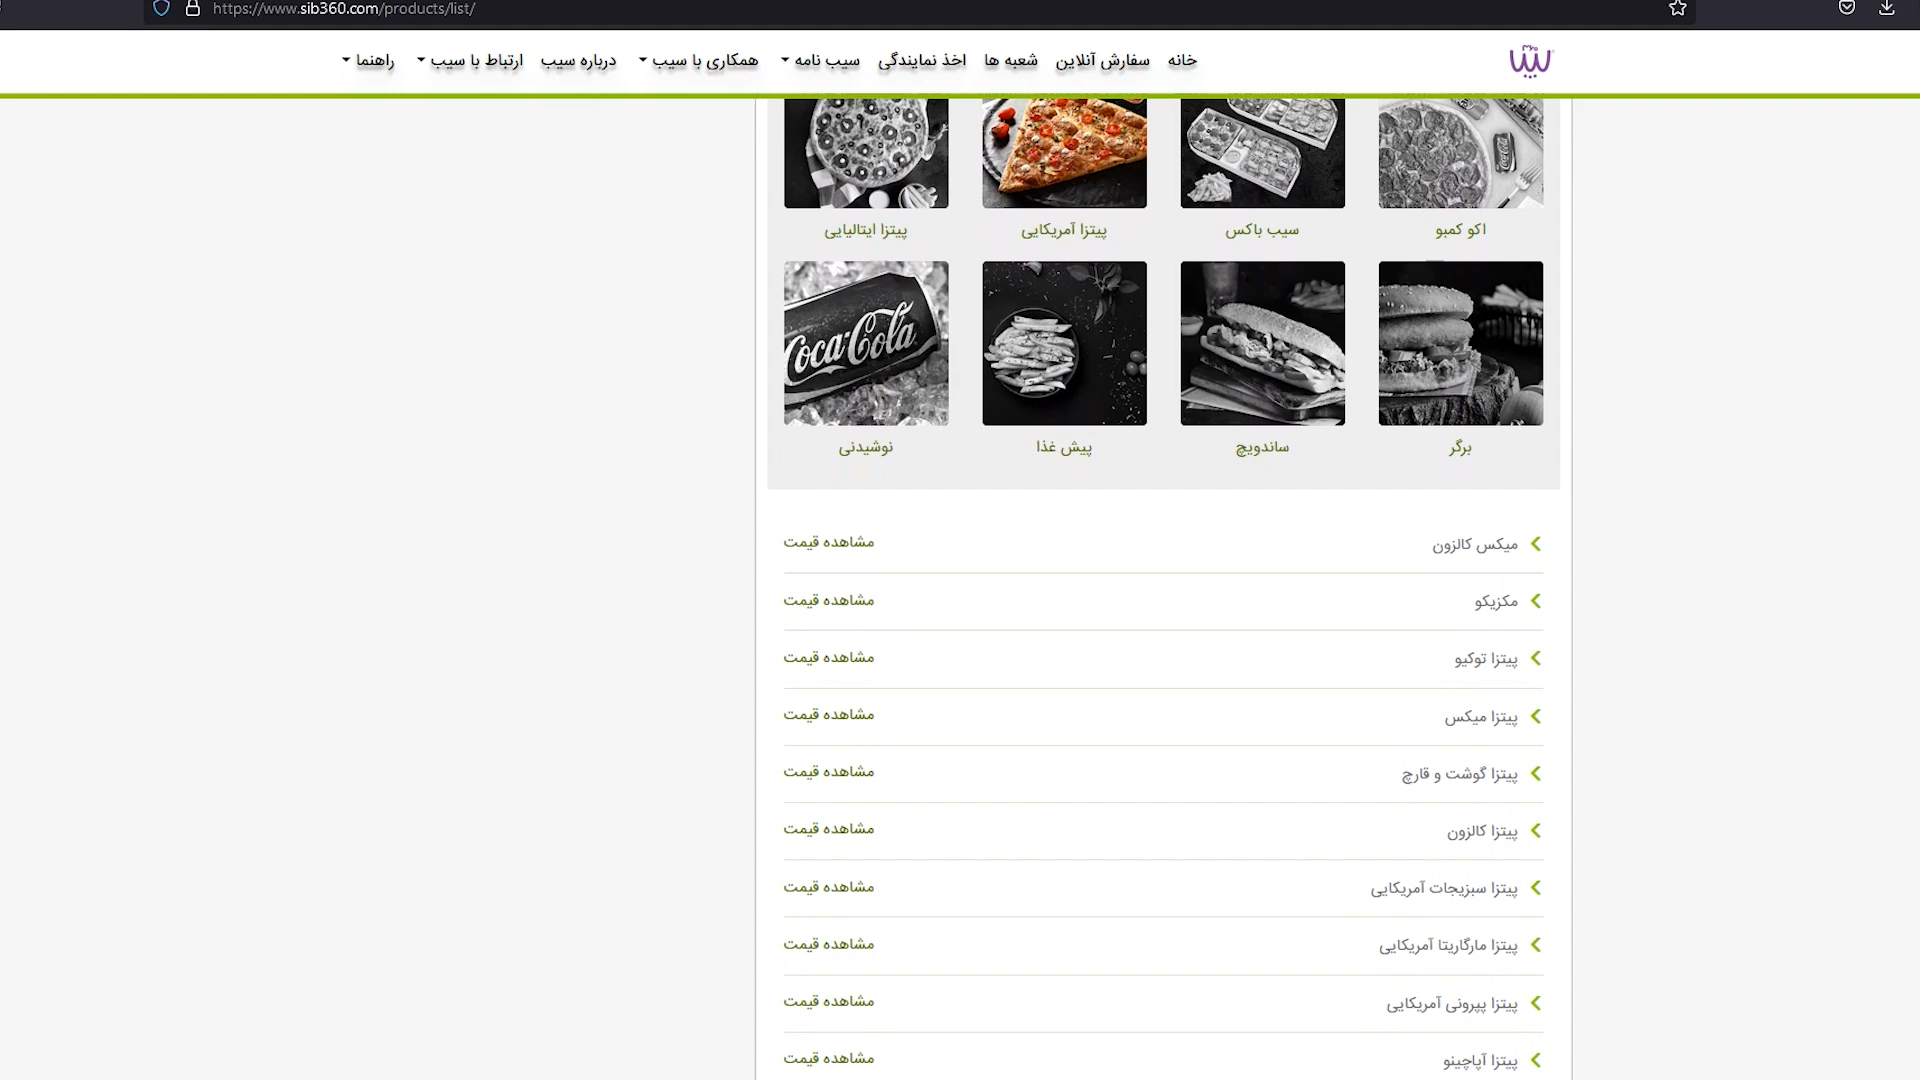 https://www.sib360.com/products/list/
خانه سفارش آنلاین شعبه ها اخذ نمایندگی سیب نامه همکاری با سیب درباره سیب ارتباط با سیب راهنما
اکو کمبو سیب باکس پیتزا آمریکایی پیتزا ایتالیایی
Coca-Cola
برگر ساندویچ پیش غذا نوشیدنی
میکس کالزون مشاهده قیمت
مکزیکو مشاهده قیمت
پیتزا توکیو مشاهده قیمت
پیتزا میکس مشاهده قیمت
پیتزا گوشت و قارچ مشاهده قیمت
پیتزا کالزون مشاهده قیمت
پیتزا سبزیجات آمریکایی مشاهده قیمت
پیتزا مارگاریتا آمریکایی مشاهده قیمت
پیتزا پپرونی آمریکایی مشاهده قیمت
پیتزا آپاچینو مشاهده قیمت